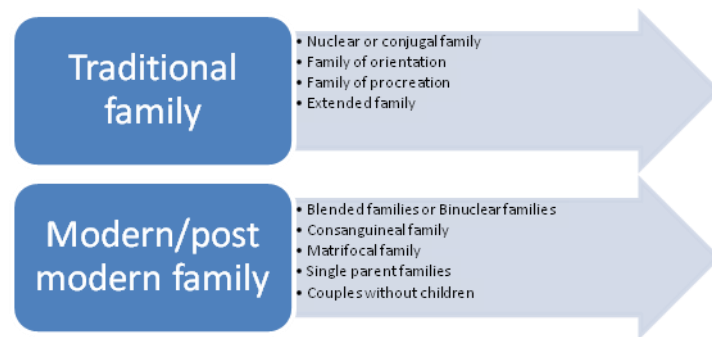 Traditional
family
• Nuclear or conjugal family
• Family of orientation
• Family of procreation
• Extended family
Modern/post
modern family
• Blended families or Binuclear families
• Consanguineal family
• Matrifocal family
• Single parent families
• Couples without children